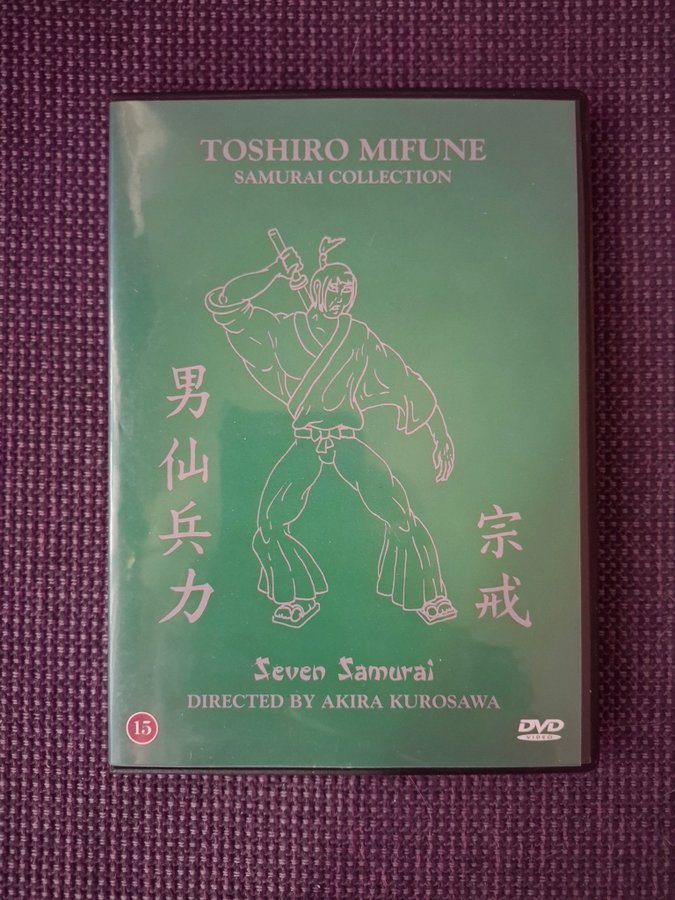 TOSHIRO MIFUNE
SAMURAI COLLECTION
男仙兵力
宗戒
Seven Samurai
DIRECTED BY AKIRA KUROSAWA
15
DVD
VIDEO